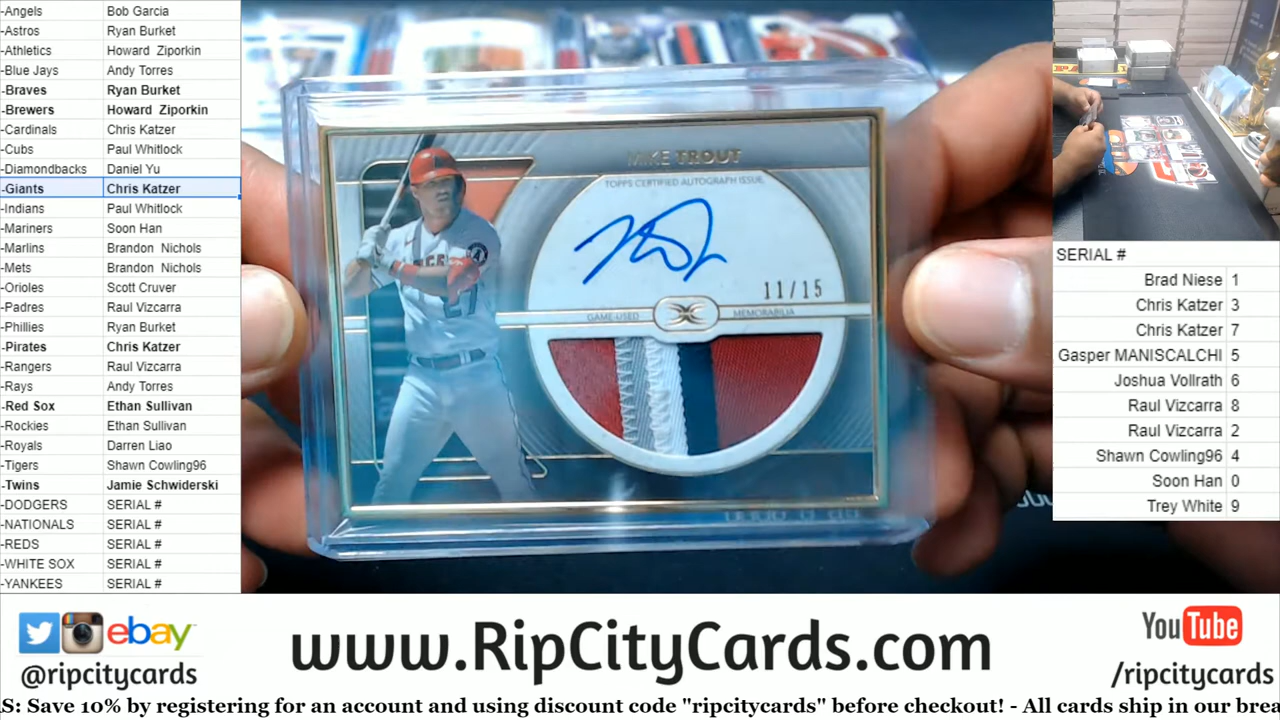 -Angels Bob Garcia
-Astros Ryan Burket
-Athletics Howard Ziporkin
-Blue Jays Andy Torres
-Braves Ryan Burket
-Brewers Howard Ziporkin
-Cardinals Chris Katzer
-Cubs Paul Whitlock
-Diamondbacks Daniel Yu
-Giants Chris Katzer
-Indians Paul Whitlock
-Mariners Soon Han
-Marlins Brandon Nichols
-Mets Brandon Nichols
-Orioles Scott Cruver
-Padres Raul Vizcarra
-Phillies Ryan Burket
-Pirates Chris Katzer
-Rangers Raul Vizcarra
-Rays Andy Torres
-Red Sox Ethan Sullivan
-Rockies Ethan Sullivan
-Royals Darren Liao
-Tigers Shawn Cowling96
-Twins Jamie Schwiderski
-DODGERS SERIAL #
-NATIONALS SERIAL #
-REDS SERIAL #
-WHITE SOX SERIAL #
-YANKEES SERIAL #
MIKE TROUT
TOPPS CERTIFIED AUTOGRAPH ISSUE
11/15
GAME-USED MEMORABILIA
SERIAL #
Brad Niese 1
Chris Katzer 3
Chris Katzer 7
Gasper MANISCALCHI 5
Joshua Vollrath 6
Raul Vizcarra 8
Raul Vizcarra 2
Shawn Cowling96 4
Soon Han 0
Trey White 9
ebay
@ripcitycards
www.RipCityCards.com
YouTube
/ripcitycards
S: Save 10% by registering for an account and using discount code "ripcitycards" before checkout! - All cards ship in our brea